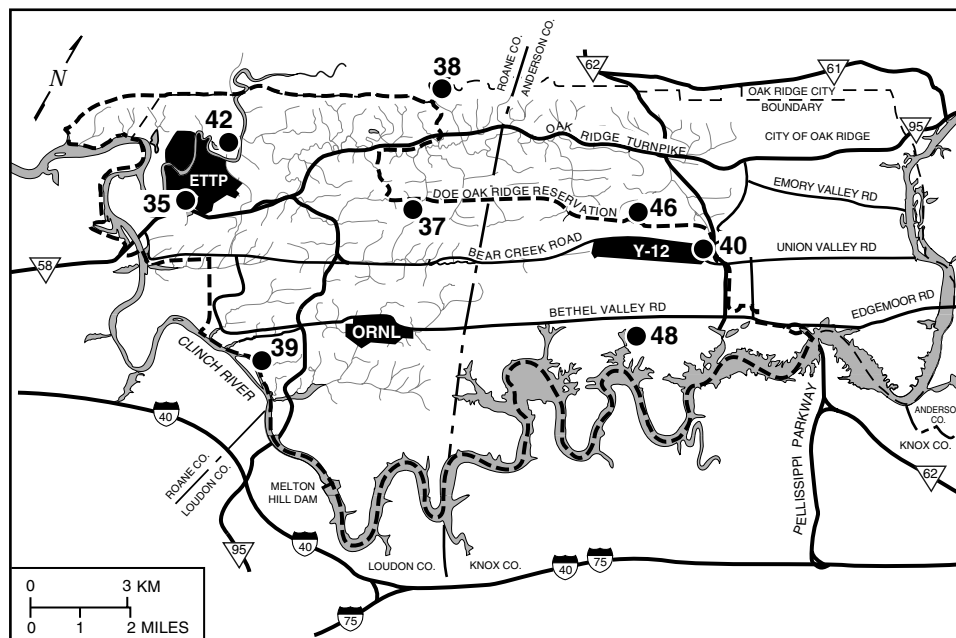 N
38
ROANE CO.
ANDERSON CO.
62
61
OAK RIDGE CITY
BOUNDARY
95
CITY OF OAK RIDGE
42
OAK RIDGE TURNPIKE
ETTP
35
EMORY VALLEY RD
DOE OAK RIDGE RESERVATION
37
46
40
BEAR CREEK ROAD
Y-12
UNION VALLEY RD
58
EDGEMOOR RD
BETHEL VALLEY RD
ORNL
48
39
CLINCH RIVER
40
PELLISSIPPI PARKWAY
ANDERSON
CO.
KNOX CO.
62
ROANE CO.
LOUDON CO.
MELTON
HILL DAM
95
40
LOUDON CO.
KNOX CO.
40
75
75
0 3 KM
0 1 2 MILES